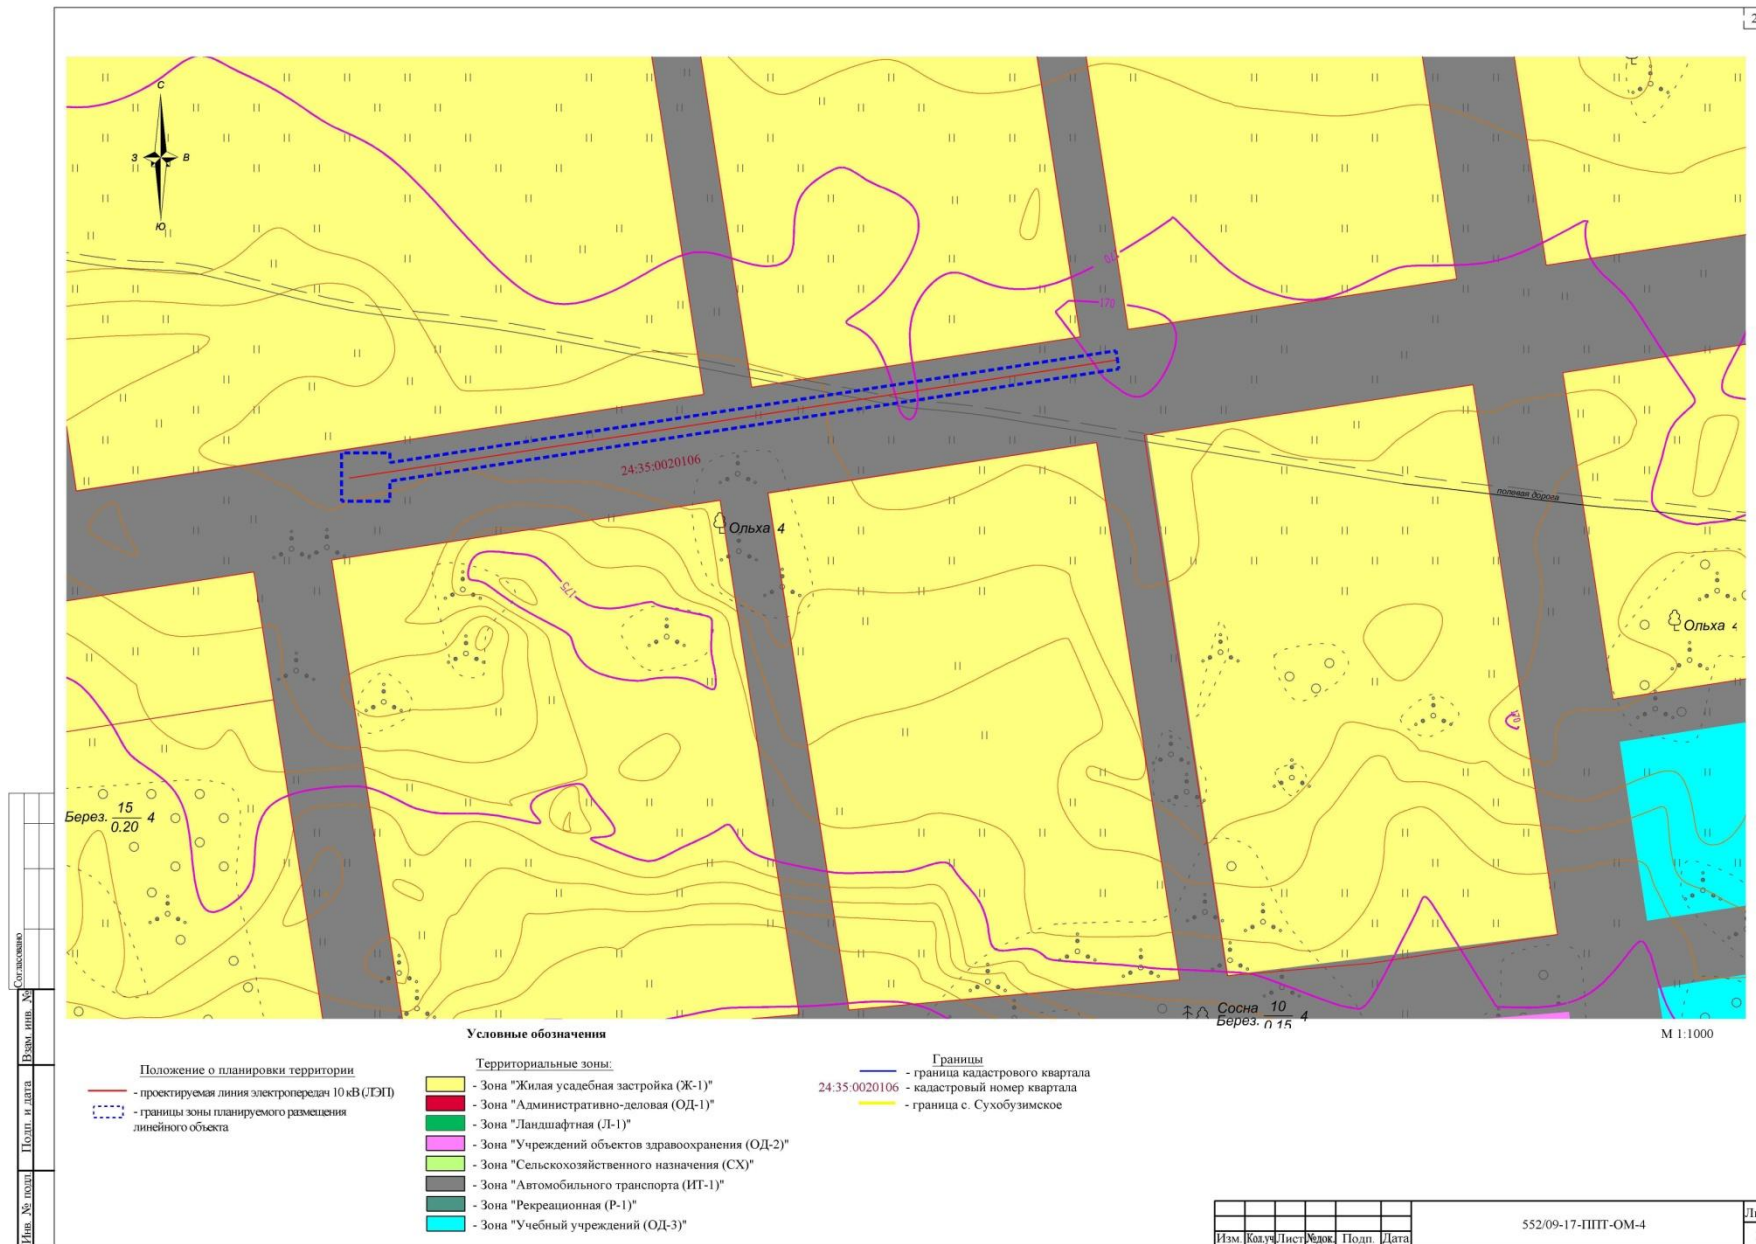 2
С
З
В
Ю
170
170
24:35:0020106
полевая дорога
Ольха 4
175
Ольха 4
170
Берез. 15
0.20 4
Сосна 10
Берез. 0.15 4
Согласовано
Взам. инв. №
Подп. и дата
Инв. № подл.
Условные обозначения
М 1:1000
Положение о планировки территории
- проектируемая линия электропередач 10 кВ (ЛЭП)
- границы зоны планируемого размещения
линейного объекта
Территориальные зоны:
- Зона "Жилая усадебная застройка (Ж-1)"
- Зона "Административно-деловая (ОД-1)"
- Зона "Ландшафтная (Л-1)"
- Зона "Учреждений объектов здравоохранения (ОД-2)"
- Зона "Сельскохозяйственного назначения (СХ)"
- Зона "Автомобильного транспорта (ИТ-1)"
- Зона "Рекреационная (Р-1)"
- Зона "Учебный учреждений (ОД-3)"
Границы
- граница кадастрового квартала
24:35:0020106 - кадастровый номер квартала
- граница с. Сухобузимское
552/09-17-ППТ-ОМ-4
Изм. Кол.уч Лист №док. Подп. Дата